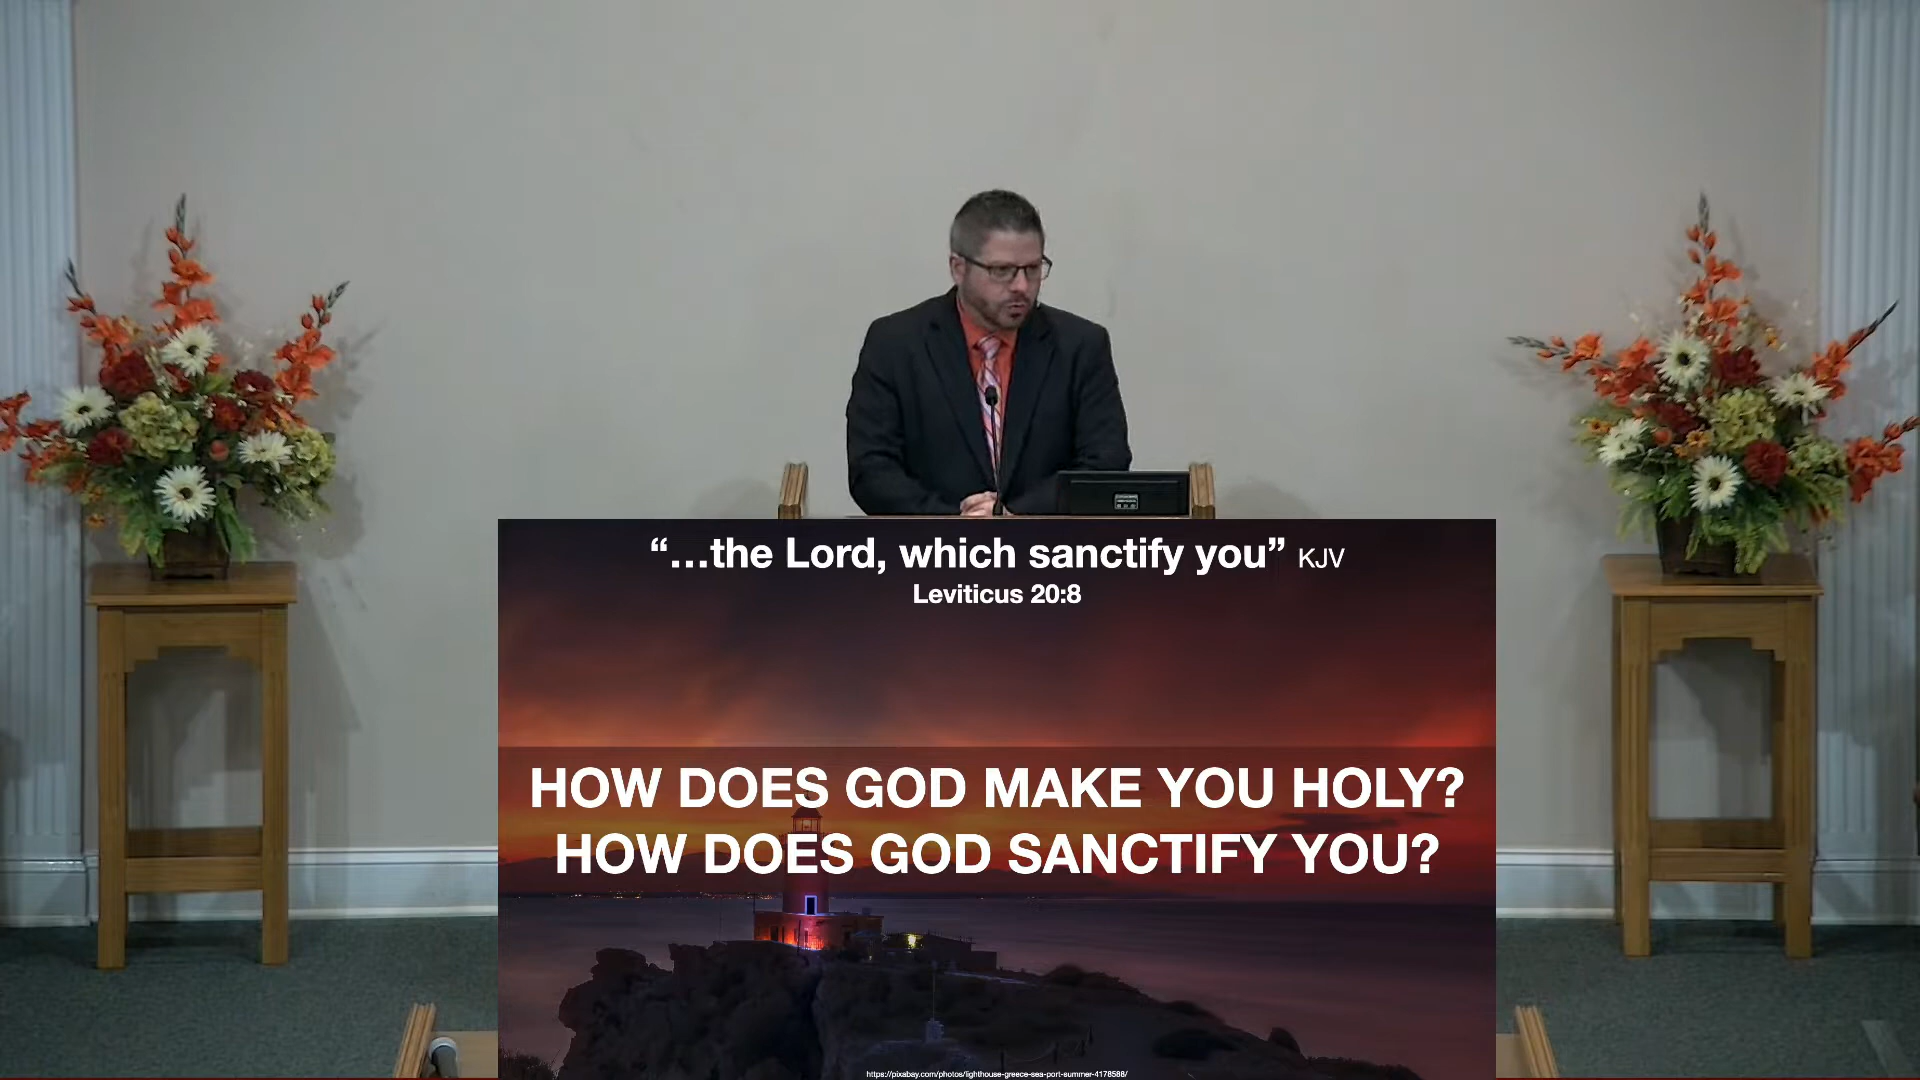 “...the Lord, which sanctify you” KJV
Leviticus 20:8
HOW DOES GOD MAKE YOU HOLY?
HOW DOES GOD SANCTIFY YOU?
https://pixabay.com/photos/lighthouse-greece-sea-port-summer-4178588/